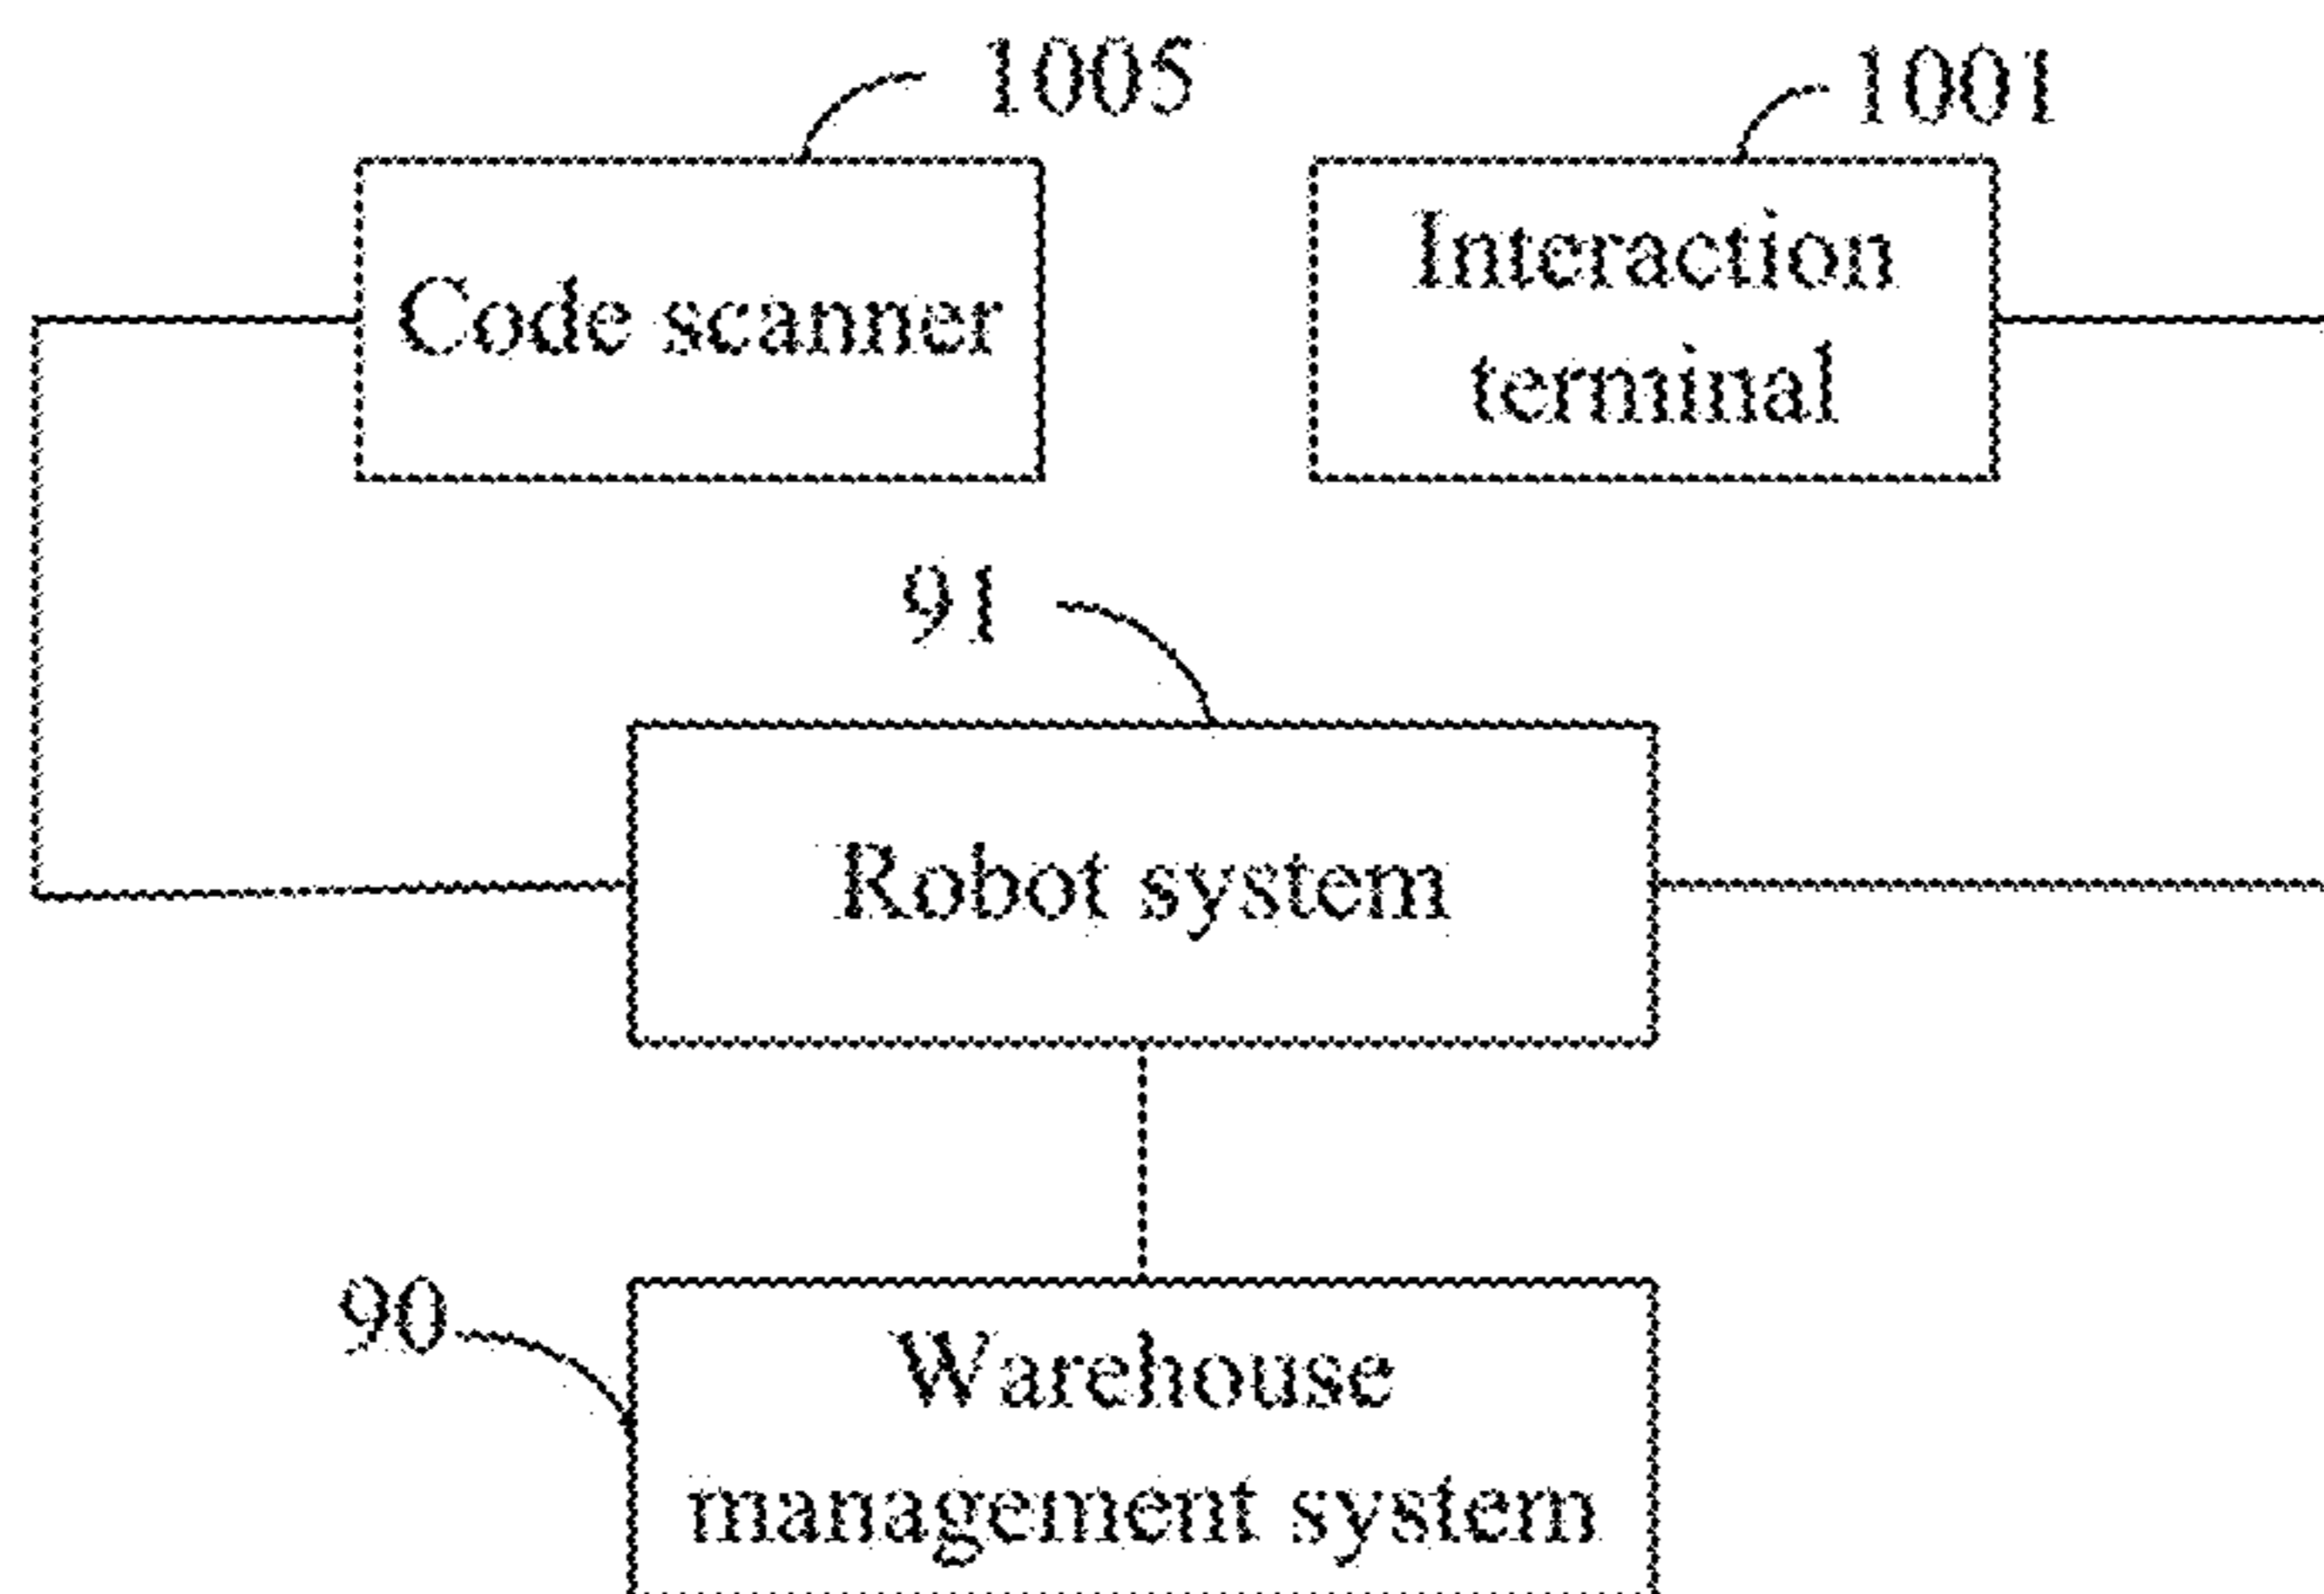 1005
1001
Code scanner
Interaction
terminal
91
Robot system
90
Warehouse
management system